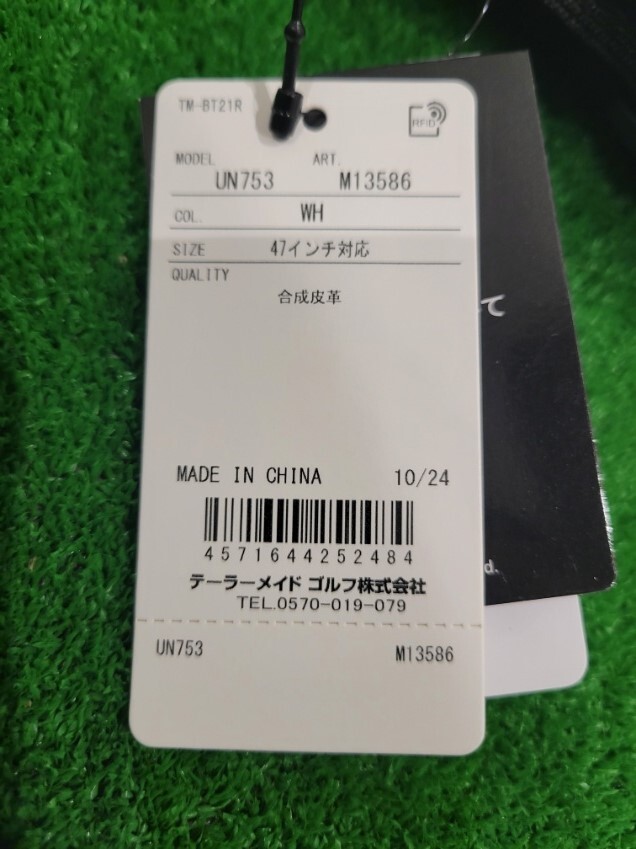 TM-BT21R
RFID
MODEL UN753 ART. M13586
COL. WH
SIZE 47インチ対応
QUALITY
合成皮革
て
MADE IN CHINA 10/24
4571644252484
d.
テーラーメイド ゴルフ株式会社
TEL.0570-019-079
UN753 M13586